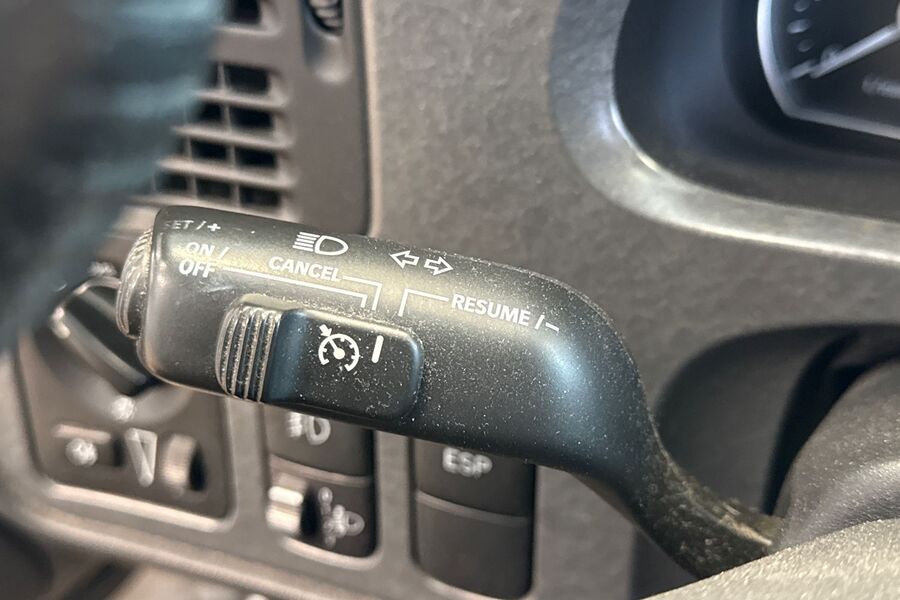 ET / +
ON /
OFF
CANCEL
RESUME / –
ESP